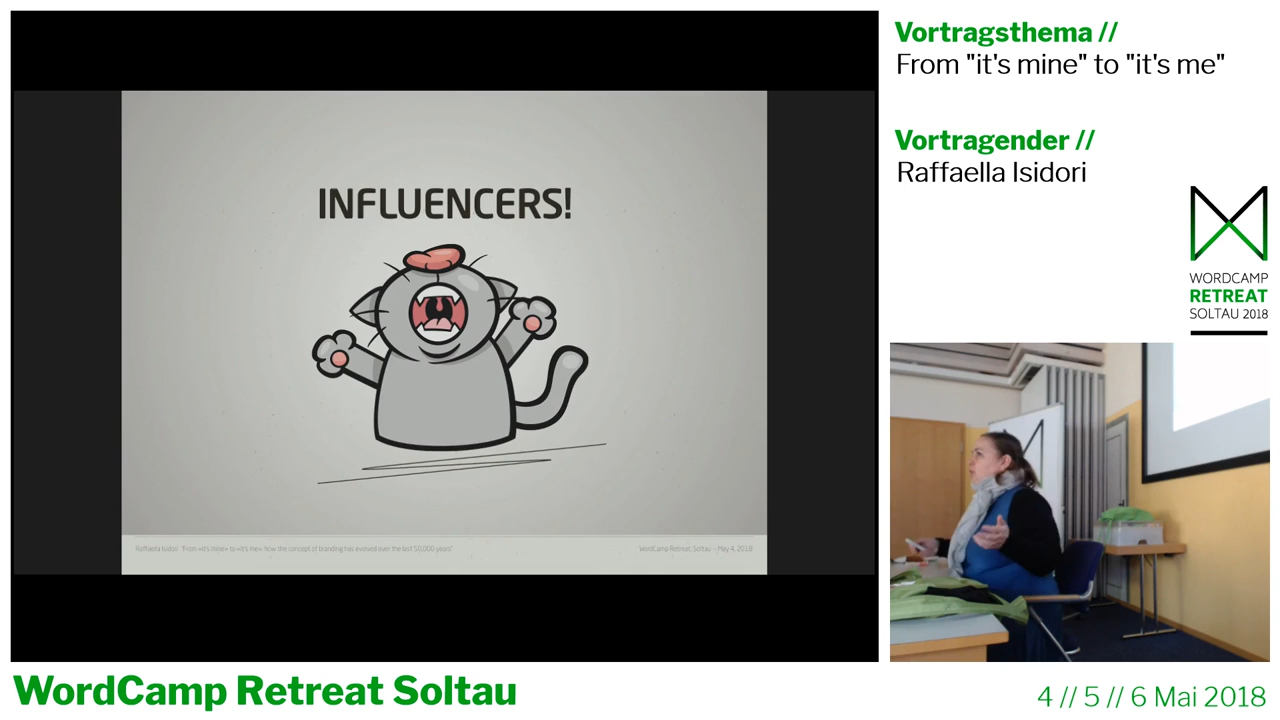 INFLUENCERS!
Raffaella Isidori "From «it's mine» to «it's me»: how the concept of branding has evolved over the last 50,000 years"
WordCamp Retreat, Soltau - May 4, 2018
Vortragsthema //
From "it's mine" to "it's me"
Vortragender //
Raffaella Isidori
WORDCAMP
RETREAT
SOLTAU 2018
WordCamp Retreat Soltau
4 // 5 // 6 Mai 2018